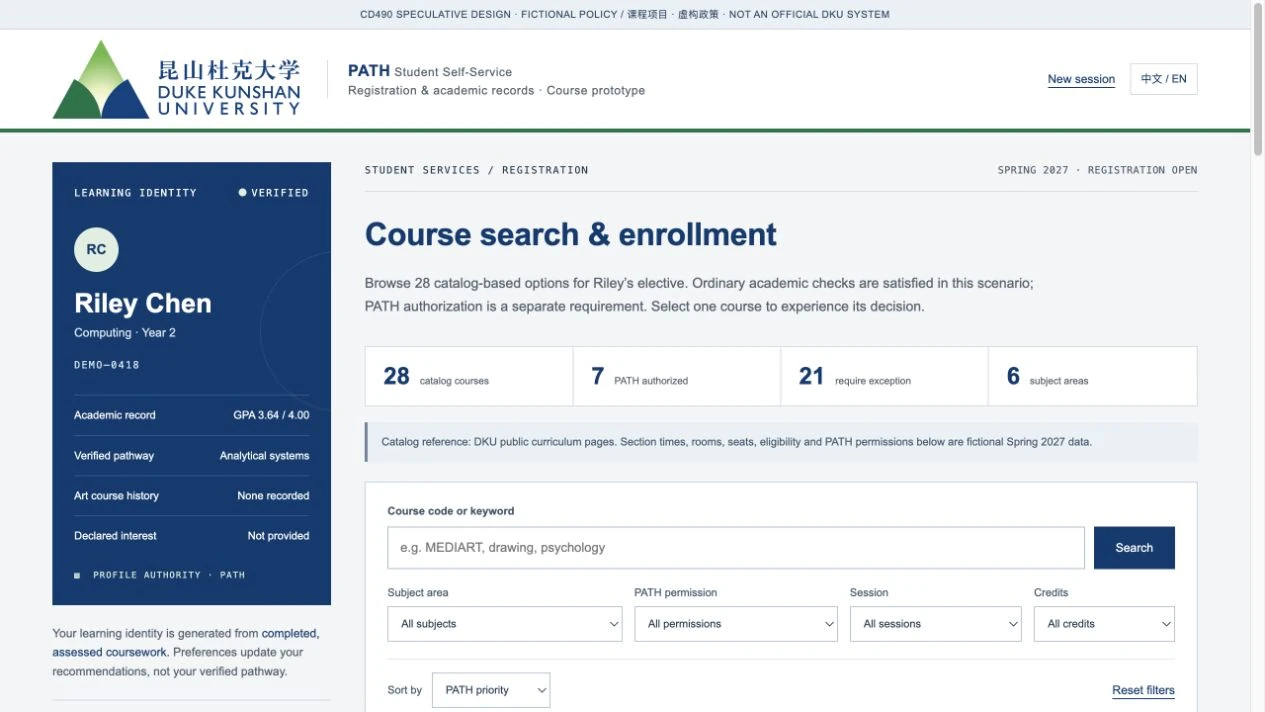 CD490 SPECULATIVE DESIGN · FICTIONAL POLICY / 课程项目 · 虚构政策 · NOT AN OFFICIAL DKU SYSTEM
昆山杜克大学
DUKE KUNSHAN
UNIVERSITY
PATH Student Self-Service
Registration & academic records · Course prototype
New session
中文 / EN
LEARNING IDENTITY
VERIFIED
RC
Riley Chen
Computing · Year 2
DEMO—0418
Academic record GPA 3.64 / 4.00
Verified pathway Analytical systems
Art course history None recorded
Declared interest Not provided
PROFILE AUTHORITY · PATH
Your learning identity is generated from completed,
assessed coursework. Preferences update your
recommendations, not your verified pathway.
STUDENT SERVICES / REGISTRATION
SPRING 2027 · REGISTRATION OPEN
Course search & enrollment
Browse 28 catalog-based options for Riley’s elective. Ordinary academic checks are satisfied in this scenario;
PATH authorization is a separate requirement. Select one course to experience its decision.
28 catalog courses
7 PATH authorized
21 require exception
6 subject areas
Catalog reference: DKU public curriculum pages. Section times, rooms, seats, eligibility and PATH permissions below are fictional Spring 2027 data.
Course code or keyword
e.g. MEDIART, drawing, psychology
Search
Subject area
All subjects
PATH permission
All permissions
Session
All sessions
Credits
All credits
Sort by
PATH priority
Reset filters